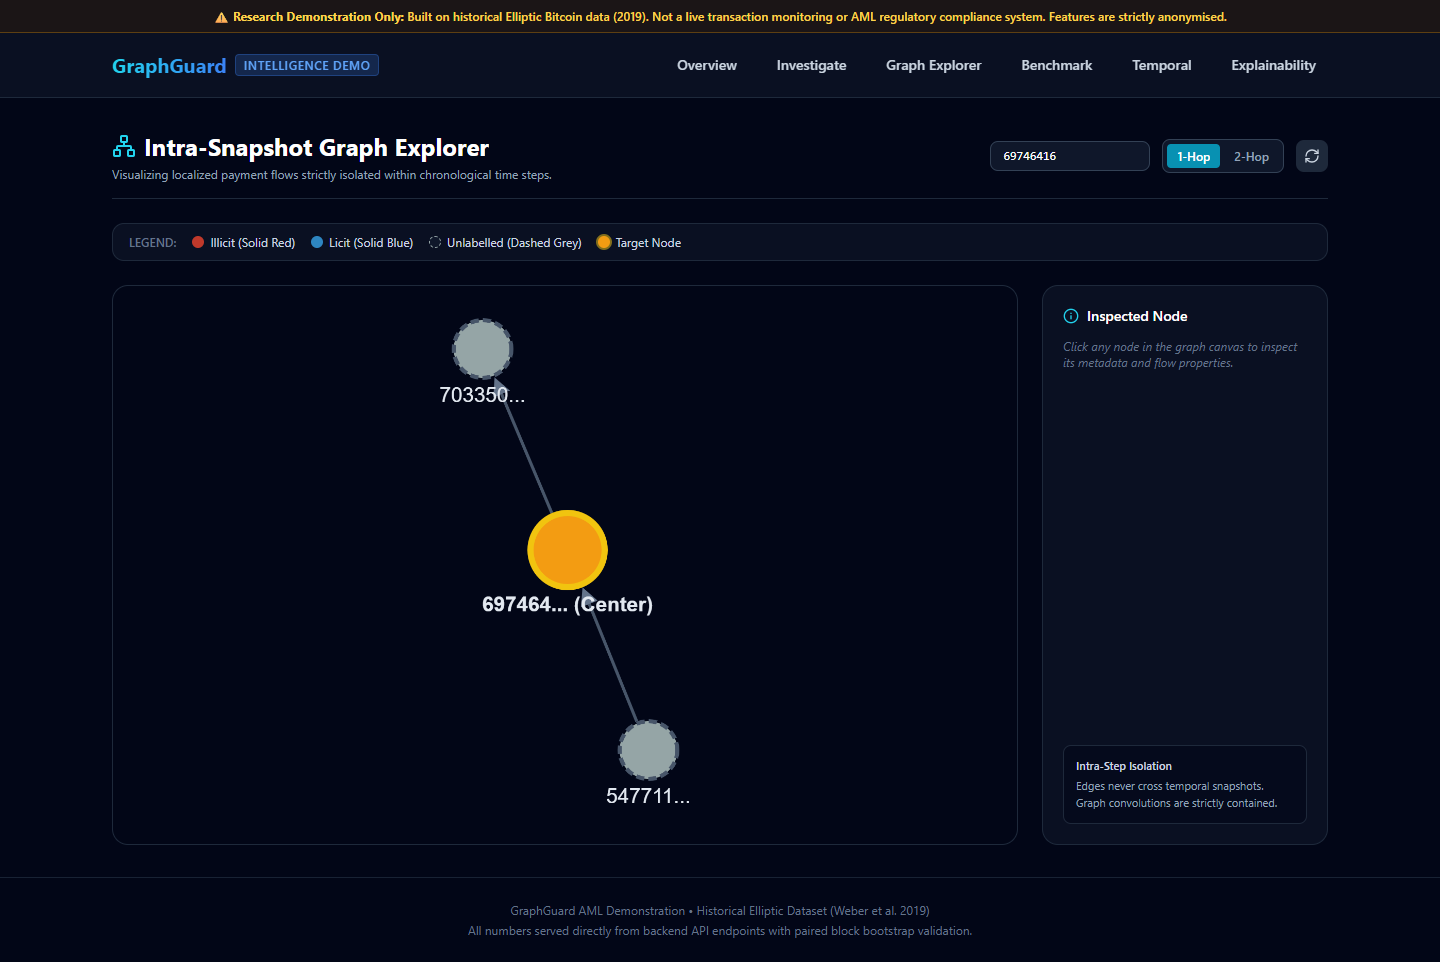 Research Demonstration Only: Built on historical Elliptic Bitcoin data (2019). Not a live transaction monitoring or AML regulatory compliance system. Features are strictly anonymised.
GraphGuard INTELLIGENCE DEMO Overview Investigate Graph Explorer Benchmark Temporal Explainability
Intra-Snapshot Graph Explorer
Visualizing localized payment flows strictly isolated within chronological time steps.
69746416 1-Hop 2-Hop
LEGEND: Illicit (Solid Red) Licit (Solid Blue) Unlabelled (Dashed Grey) Target Node
703350...
697464... (Center)
547711...
Inspected Node
Click any node in the graph canvas to inspect
its metadata and flow properties.
Intra-Step Isolation
Edges never cross temporal snapshots.
Graph convolutions are strictly contained.
GraphGuard AML Demonstration • Historical Elliptic Dataset (Weber et al. 2019)
All numbers served directly from backend API endpoints with paired block bootstrap validation.